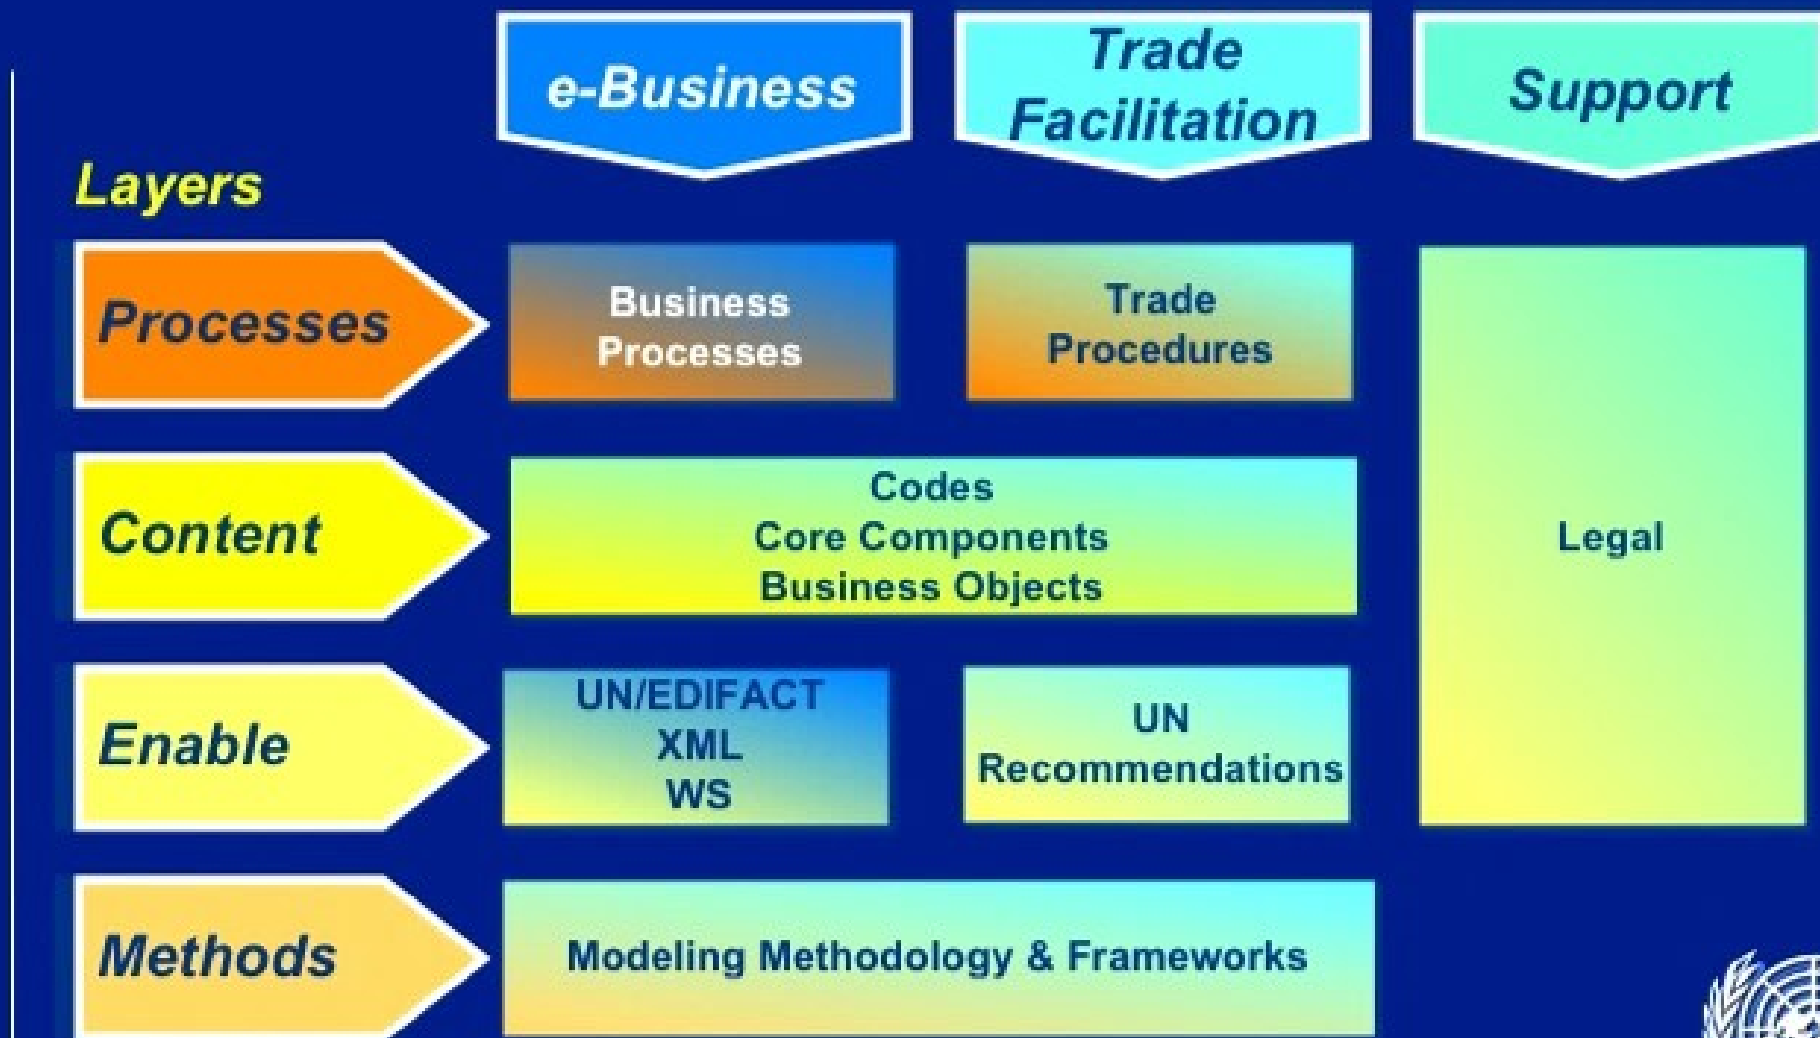 e-Business
Trade
Facilitation
Support
Layers
Processes
Business
Processes
Trade
Procedures
Content
Codes
Core Components
Business Objects
Legal
Enable
UN/EDIFACT
XML
WS
UN
Recommendations
Methods
Modeling Methodology & Frameworks